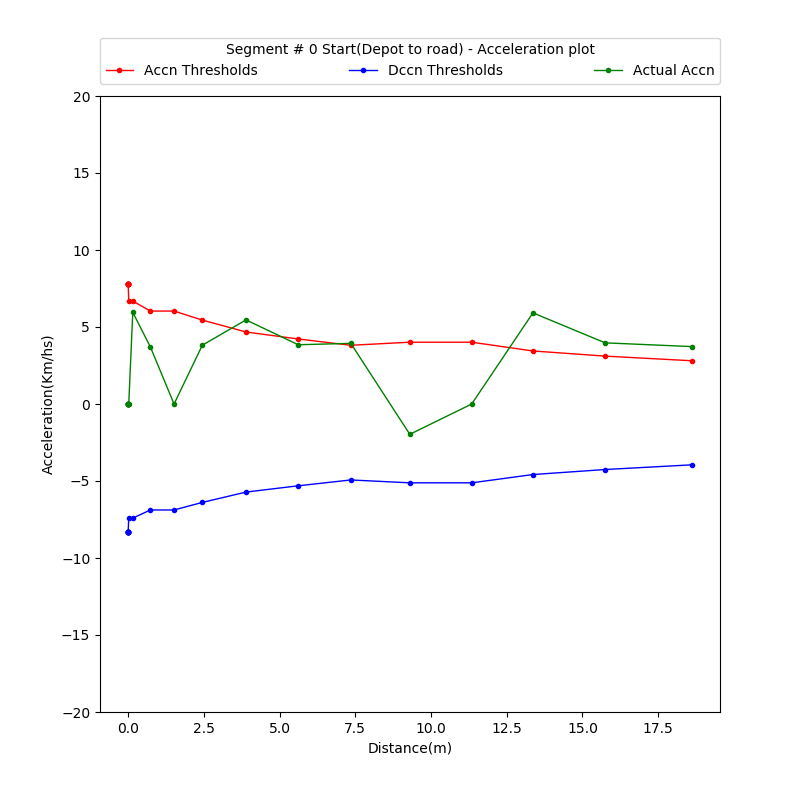 Segment # 0 Start(Depot to road) - Acceleration plot
Accn Thresholds Dccn Thresholds Actual Accn
20
15
10
5
0
−5
−10
−15
−20
Acceleration(Km/hs)
0.0 2.5 5.0 7.5 10.0 12.5 15.0 17.5
Distance(m)